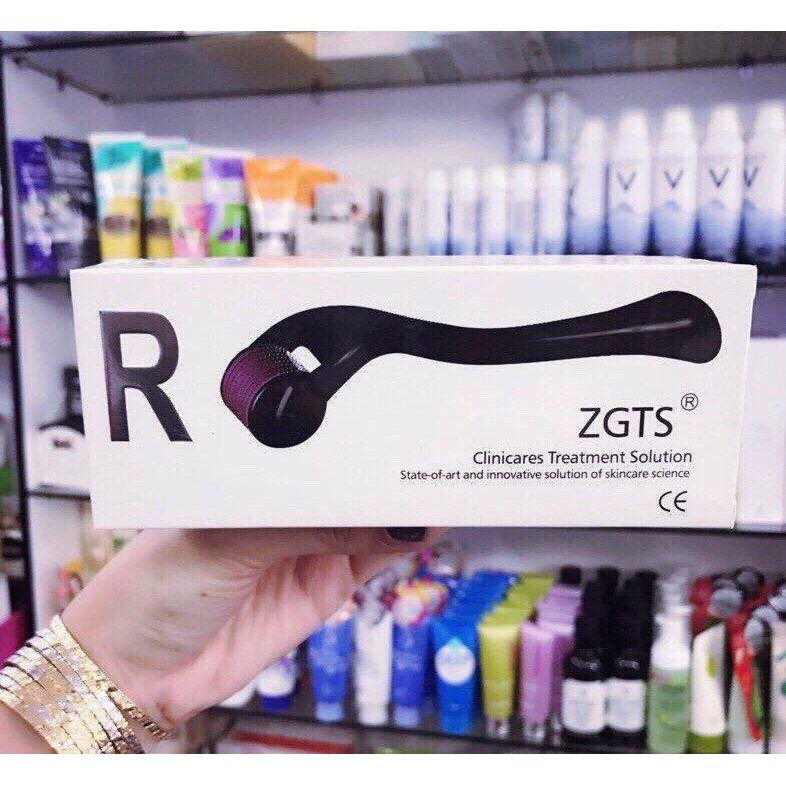 R
ZGTS®
Clinicares Treatment Solution
State-of-art and innovative solution of skincare science
CE
V
V
V
V